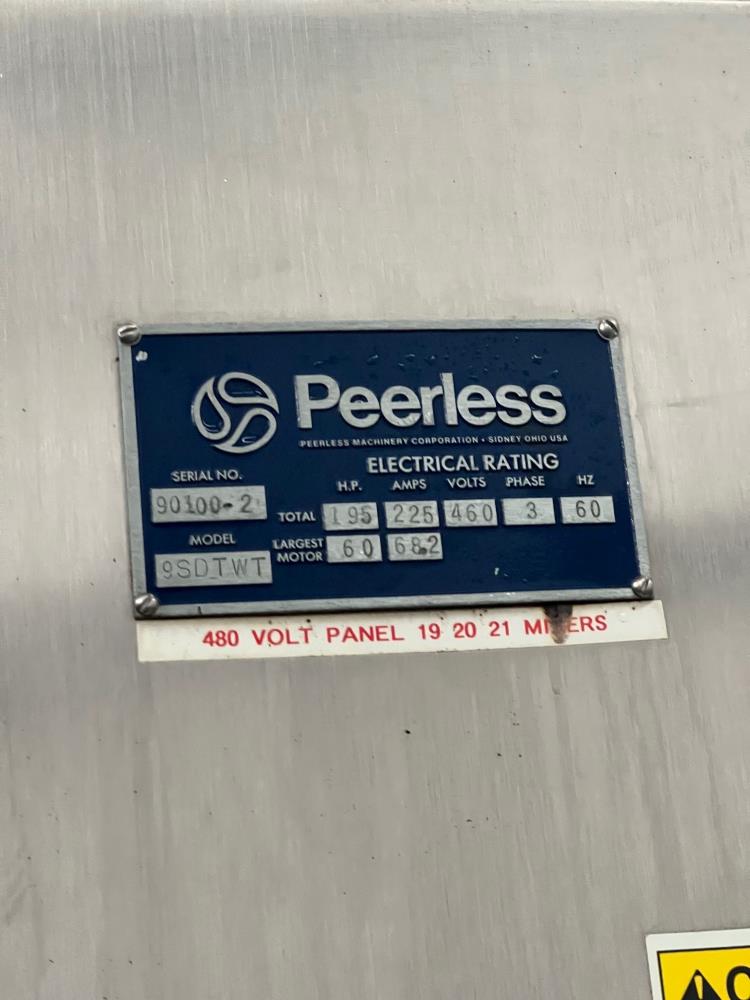 Peerless
PEERLESS MACHINERY CORPORATION • SIDNEY OHIO USA
ELECTRICAL RATING
SERIAL NO. H.P. AMPS VOLTS PHASE HZ
90100-2 TOTAL 195 225 460 3 60
MODEL LARGEST MOTOR 60 68.2
9SDTWT
480 VOLT PANEL 19 20 21